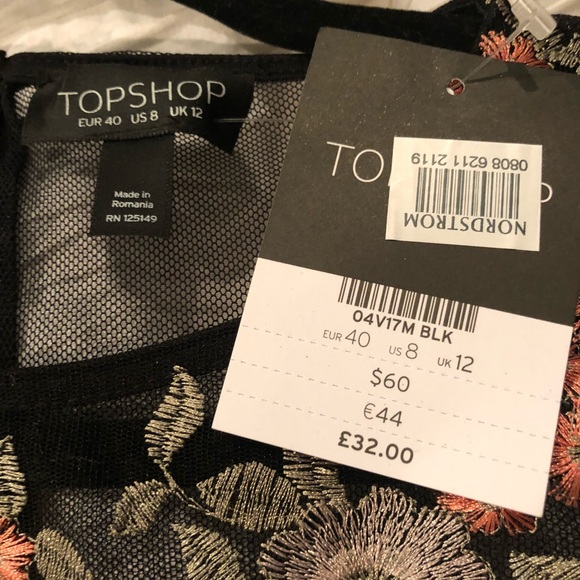 TOPSHOP
EUR 40 US 8 UK 12
Made in
Romania
RN 125149
TO
P
NORDSTROM
0808 6211 2119
04V17M BLK
EUR 40 US 8 UK 12
$60
€44
£32.00